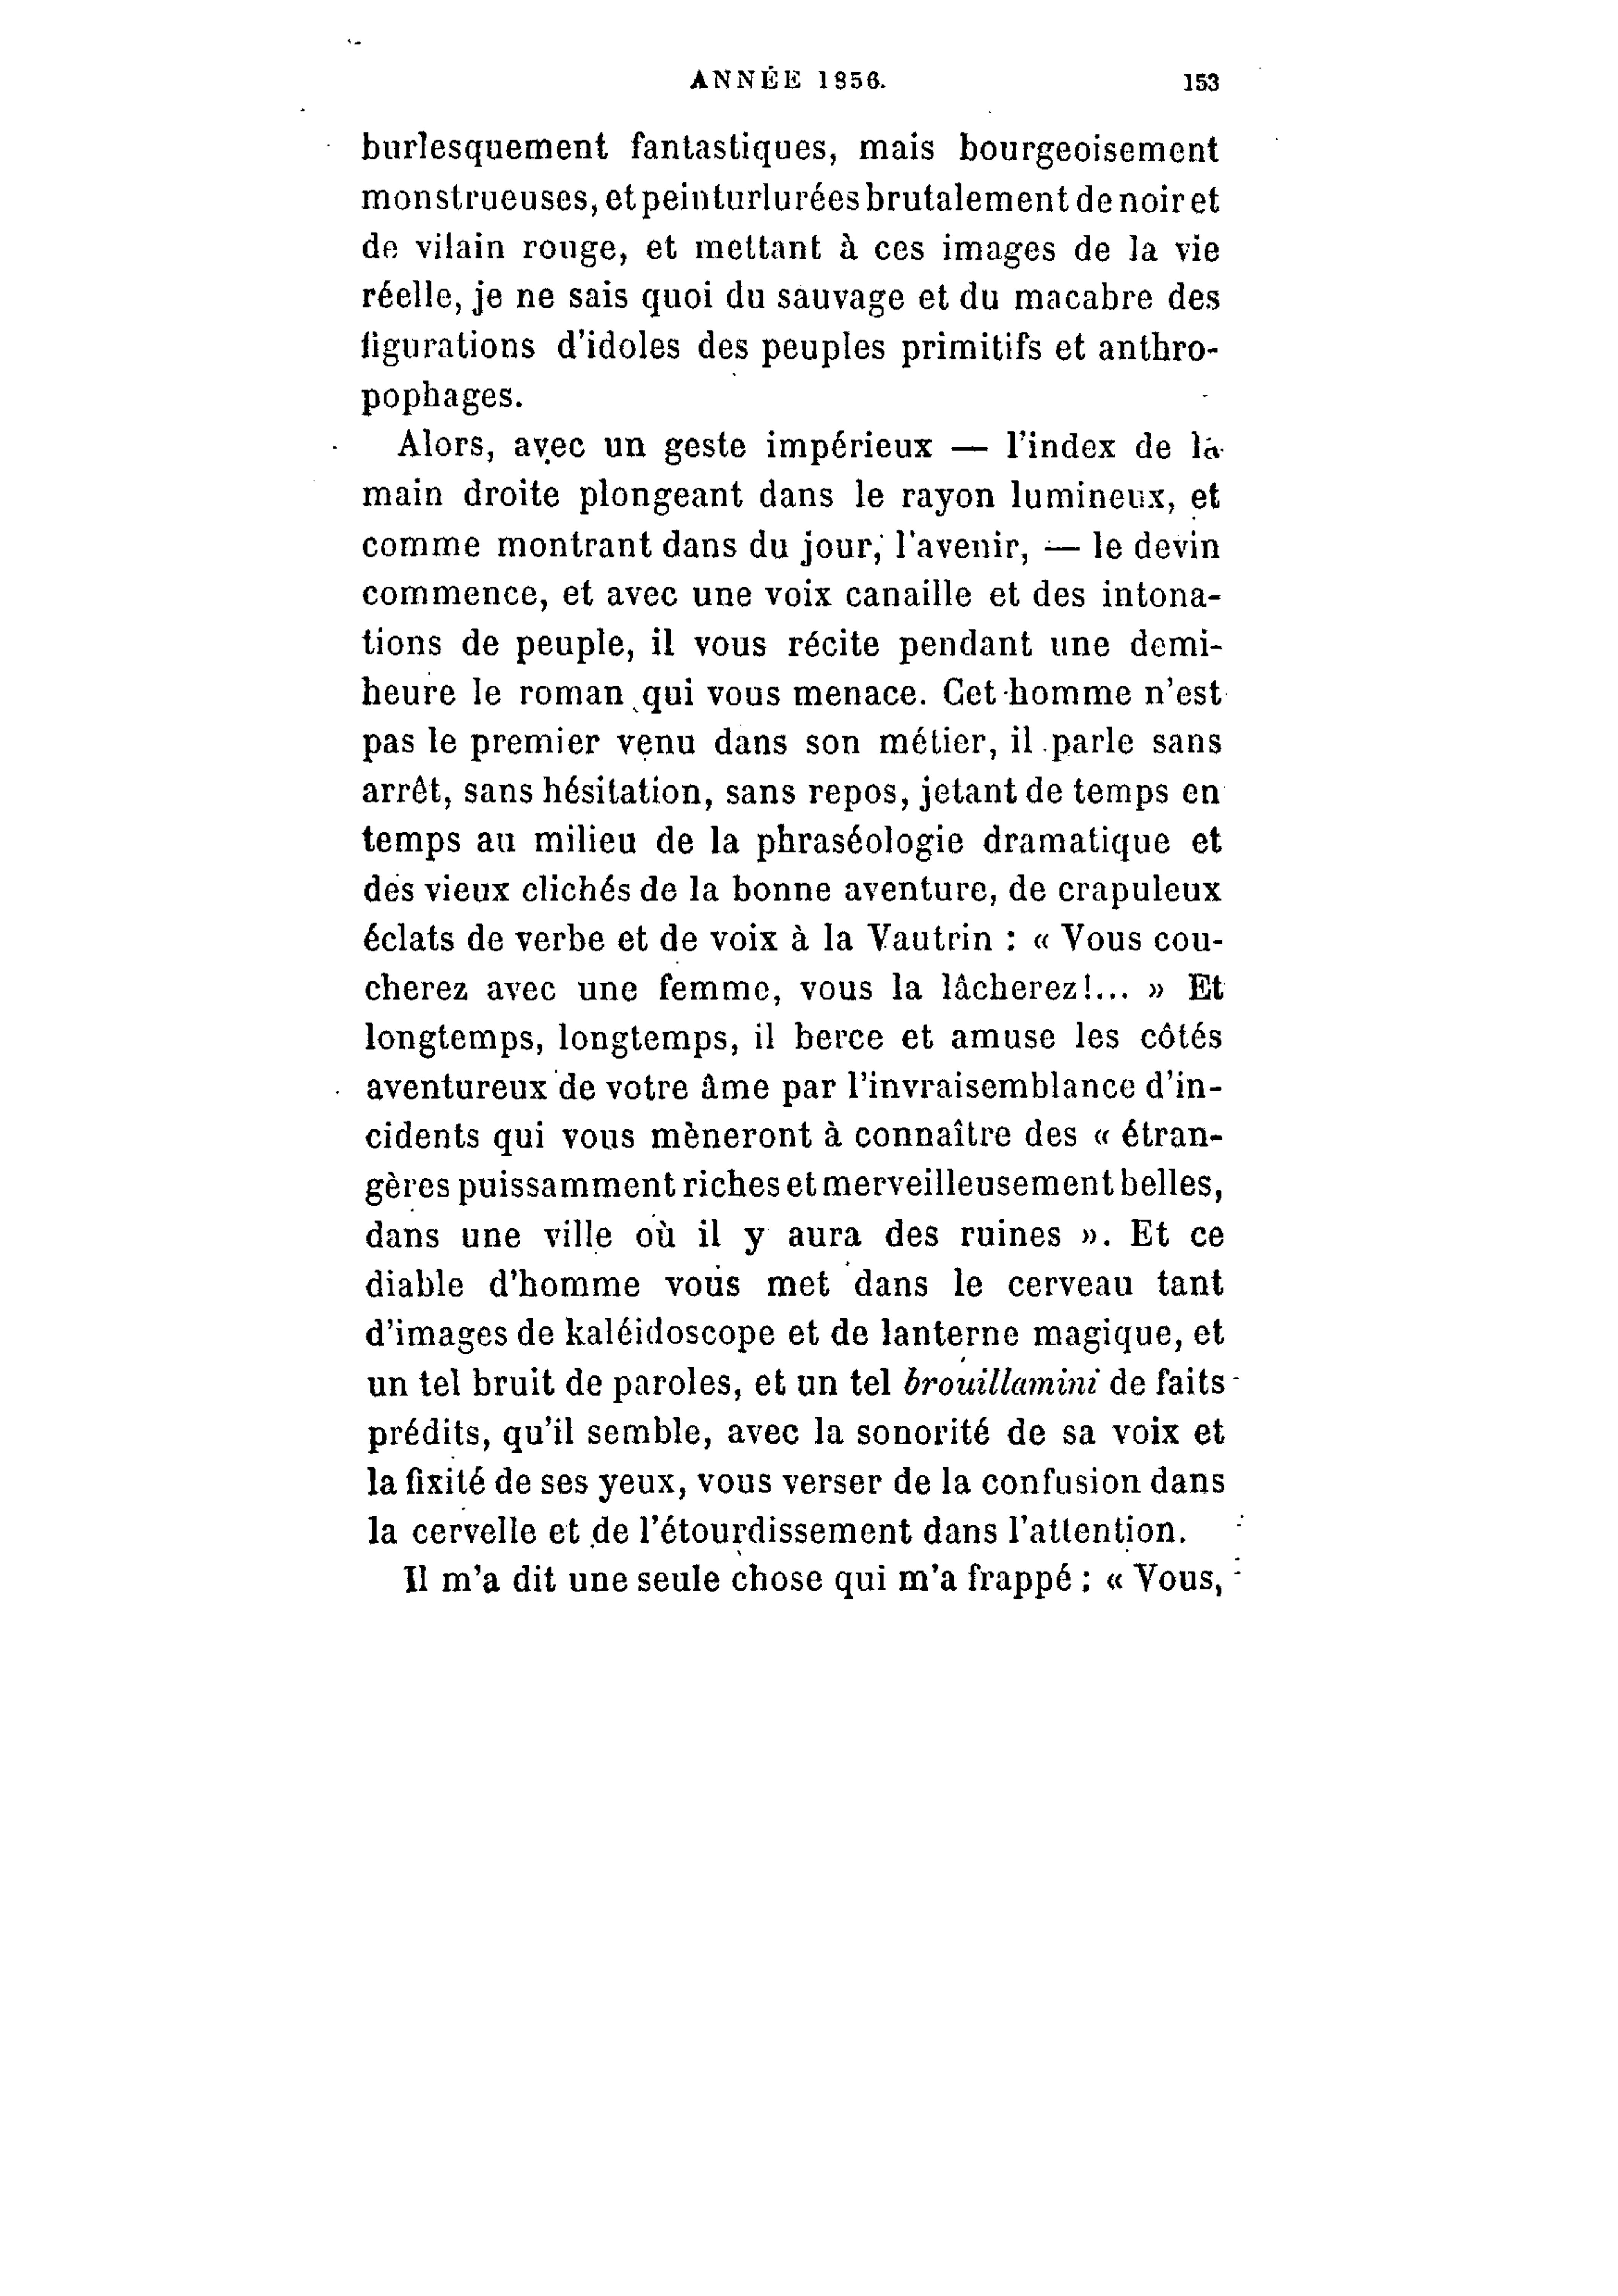 ANNÉE 1856. 153
burlesquement fantastiques, mais bourgeoisement
monstrueuses, et peinturlurées brutalement de noir et
de vilain rouge, et mettant à ces images de la vie
réelle, je ne sais quoi du sauvage et du macabre des
figurations d'idoles des peuples primitifs et anthro-
pophages.
Alors, avec un geste impérieux — l'index de la
main droite plongeant dans le rayon lumineux, et
comme montrant dans du jour, l'avenir, — le devin
commence, et avec une voix canaille et des intona-
tions de peuple, il vous récite pendant une demi-
heure le roman qui vous menace. Cet homme n'est
pas le premier venu dans son métier, il parle sans
arrêt, sans hésitation, sans repos, jetant de temps en
temps au milieu de la phraséologie dramatique et
des vieux clichés de la bonne aventure, de crapuleux
éclats de verbe et de voix à la Vautrin : « Vous cou-
cherez avec une femme, vous la lâcherez!... » Et
longtemps, longtemps, il berce et amuse les côtés
aventureux de votre âme par l'invraisemblance d'in-
cidents qui vous mèneront à connaître des « étran-
gères puissamment riches et merveilleusement belles,
dans une ville où il y aura des ruines ». Et ce
diable d'homme vous met dans le cerveau tant
d'images de kaléidoscope et de lanterne magique, et
un tel bruit de paroles, et un tel brouillamini de faits
prédits, qu'il semble, avec la sonorité de sa voix et
la fixité de ses yeux, vous verser de la confusion dans
la cervelle et de l'étourdissement dans l'attention.
Il m'a dit une seule chose qui m'a frappé : « Vous,